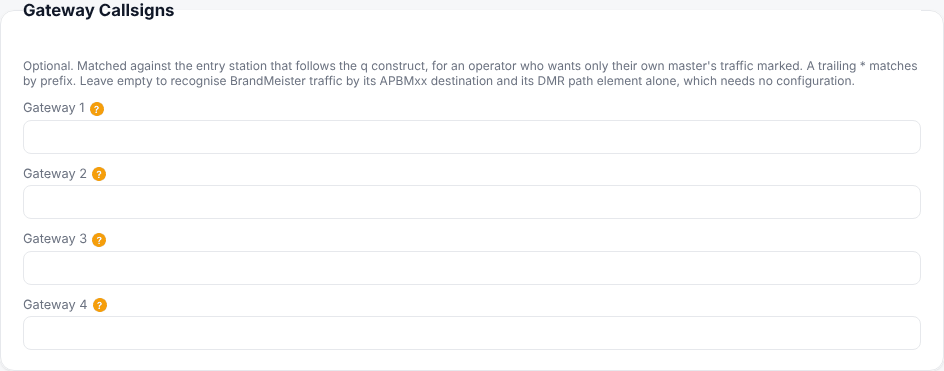 Gateway Callsigns
Optional. Matched against the entry station that follows the q construct, for an operator who wants only their own master's traffic marked. A trailing * matches
by prefix. Leave empty to recognise BrandMeister traffic by its APBMxx destination and its DMR path element alone, which needs no configuration.
Gateway 1 ?
Gateway 2 ?
Gateway 3 ?
Gateway 4 ?